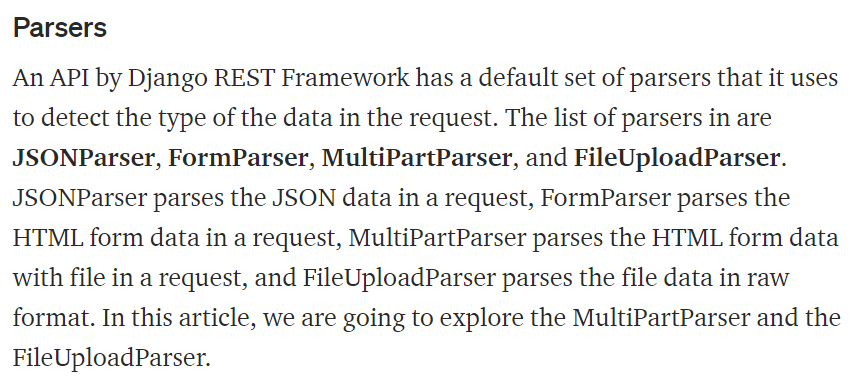 Parsers
An API by Django REST Framework has a default set of parsers that it uses
to detect the type of the data in the request. The list of parsers in are
JSONParser, FormParser, MultiPartParser, and FileUploadParser.
JSONParser parses the JSON data in a request, FormParser parses the
HTML form data in a request, MultiPartParser parses the HTML form data
with file in a request, and FileUploadParser parses the file data in raw
format. In this article, we are going to explore the MultiPartParser and the
FileUploadParser.